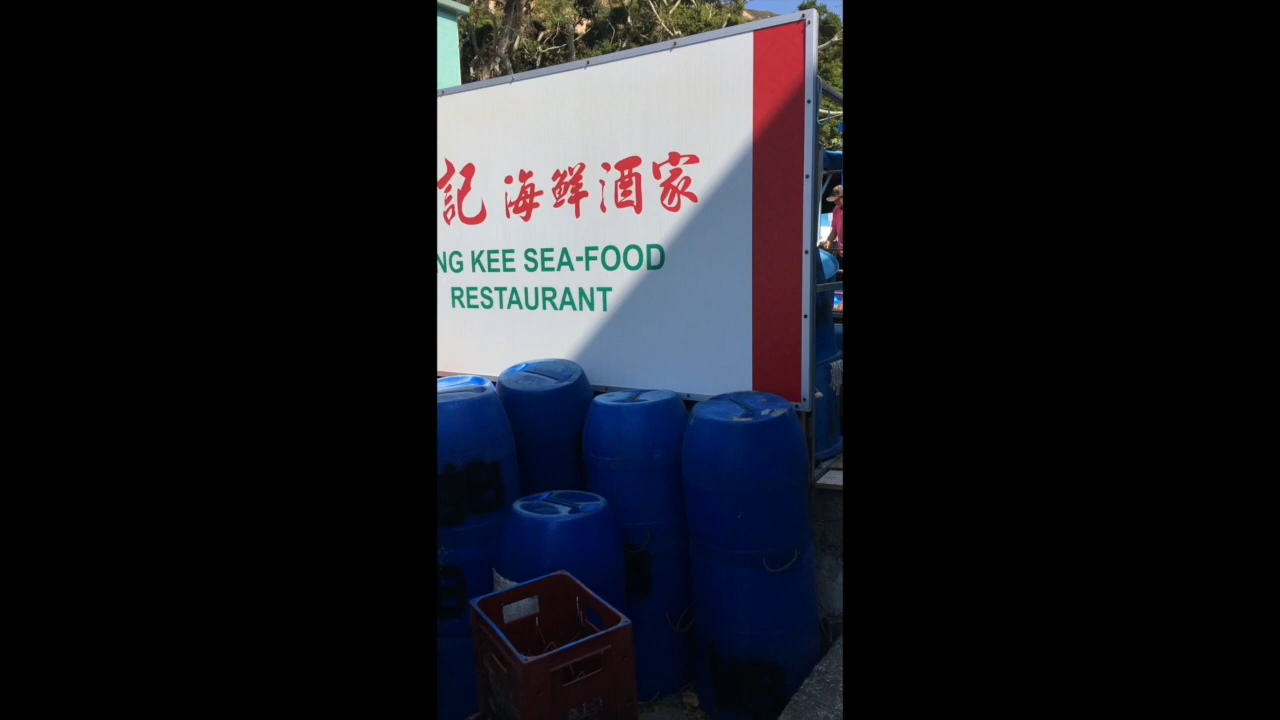 記 海鮮酒家
NG KEE SEA-FOOD
RESTAURANT